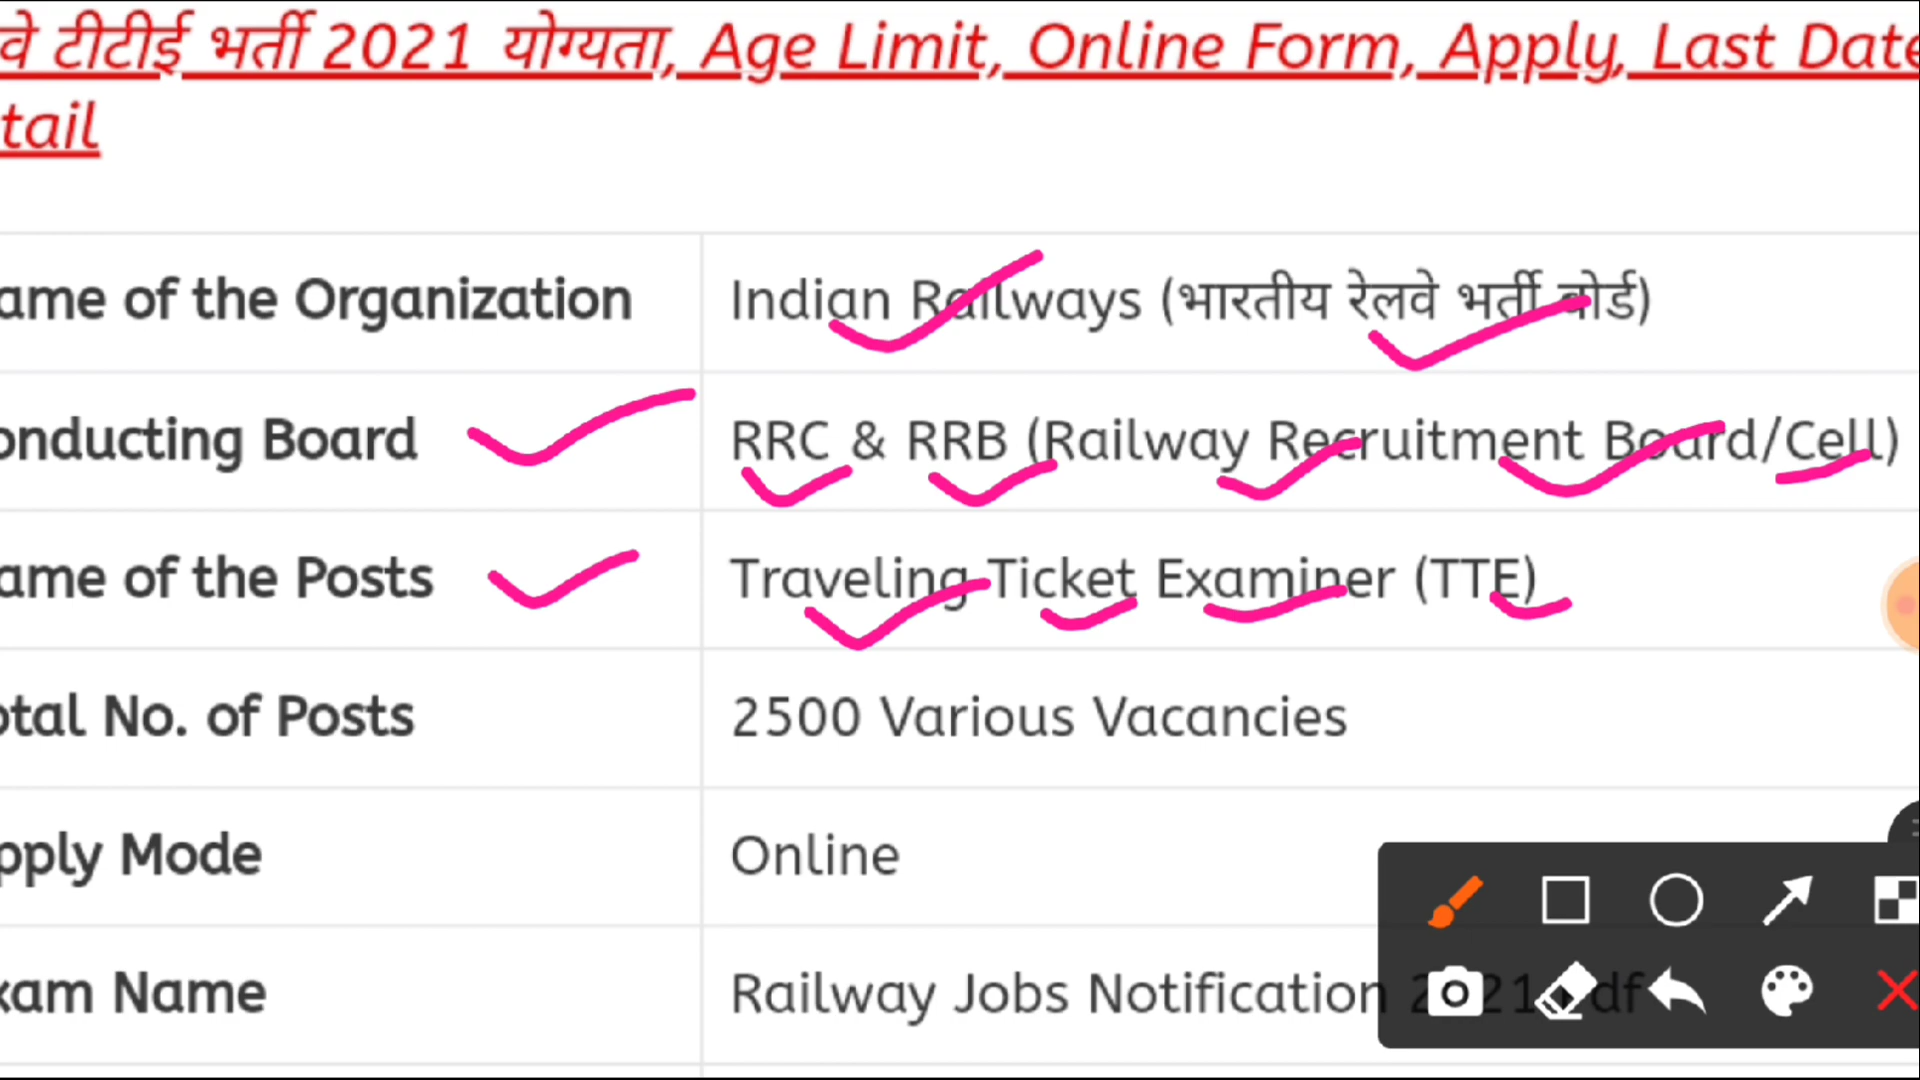 वे टीटीई भर्ती 2021 योग्यता, Age Limit, Online Form, Apply, Last Date
tail
ame of the Organization Indian Railways (भारतीय रेलवे भर्ती बोर्ड)
onducting Board RRC & RRB (Railway Recruitment Board/Cell)
ame of the Posts Traveling Ticket Examiner (TTE)
otal No. of Posts 2500 Various Vacancies
pply Mode Online
xam Name Railway Jobs Notification 2021 pdf